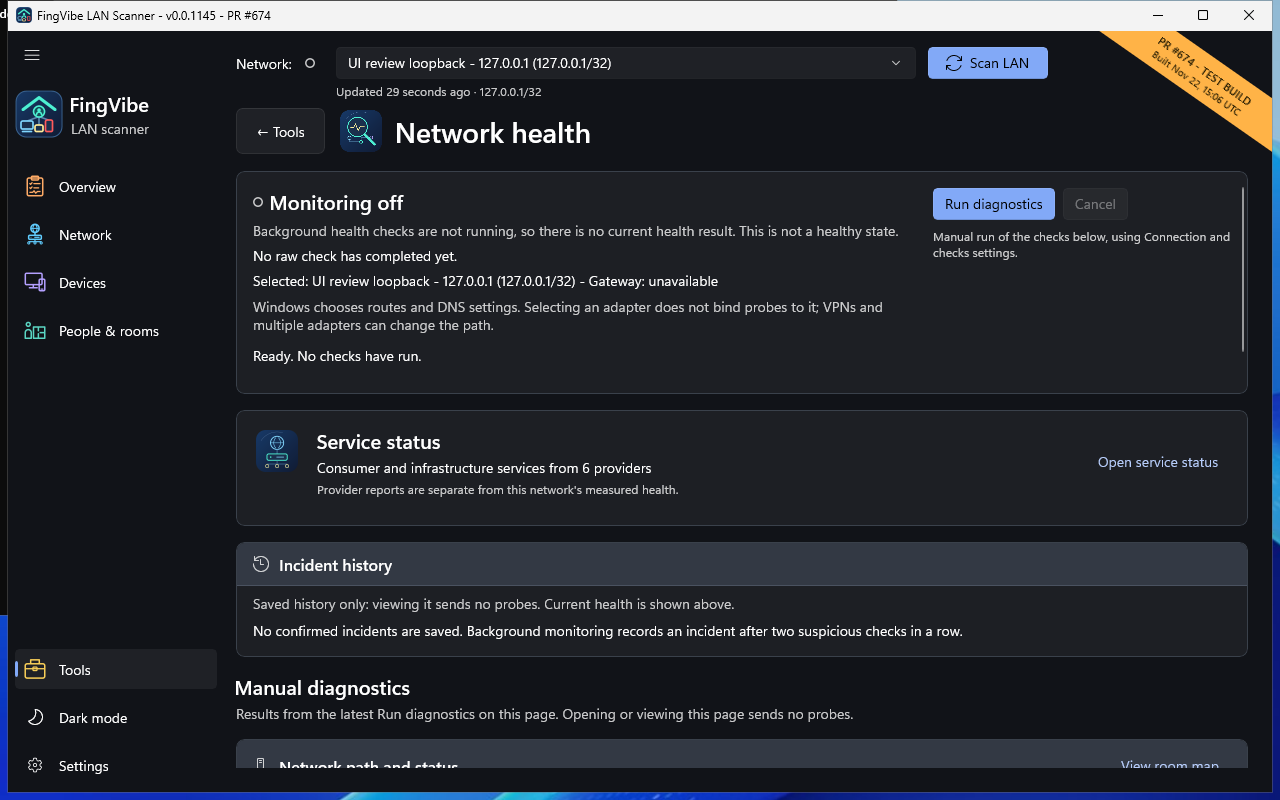 FingVibe LAN Scanner - v0.0.1145 - PR #674
PR #674 - TEST BUILD
Built Nov 22, 15:06 UTC
Network:
UI review loopback - 127.0.0.1 (127.0.0.1/32)
Scan LAN
Updated 29 seconds ago · 127.0.0.1/32
FingVibe
LAN scanner
← Tools
Network health
Overview
Network
Devices
People & rooms
Tools
Dark mode
Settings
Monitoring off
Background health checks are not running, so there is no current health result. This is not a healthy state.
No raw check has completed yet.
Selected: UI review loopback - 127.0.0.1 (127.0.0.1/32) - Gateway: unavailable
Windows chooses routes and DNS settings. Selecting an adapter does not bind probes to it; VPNs and
multiple adapters can change the path.
Ready. No checks have run.
Run diagnostics
Cancel
Manual run of the checks below, using Connection and
checks settings.
Service status
Consumer and infrastructure services from 6 providers
Provider reports are separate from this network's measured health.
Open service status
Incident history
Saved history only: viewing it sends no probes. Current health is shown above.
No confirmed incidents are saved. Background monitoring records an incident after two suspicious checks in a row.
Manual diagnostics
Results from the latest Run diagnostics on this page. Opening or viewing this page sends no probes.
Network path and status
View room map